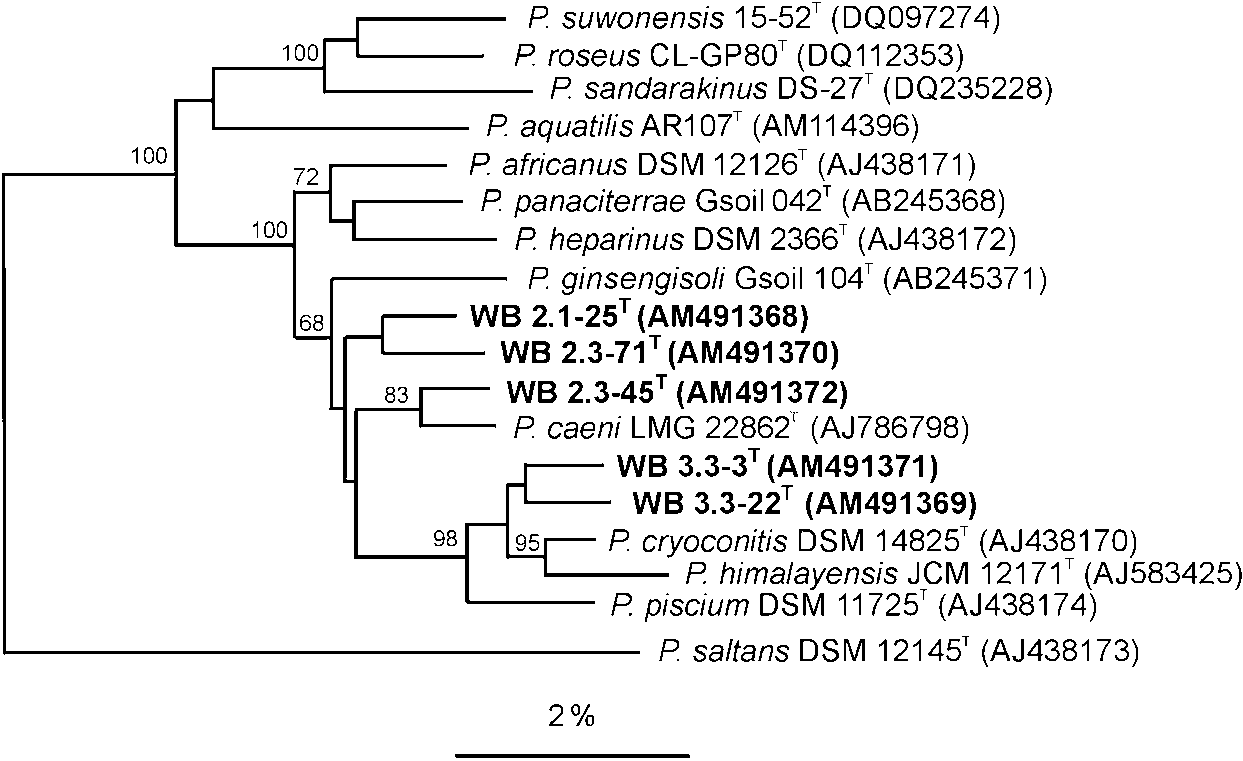 P. suwonensis 15-52ᵀ (DQ097274)
100 P. roseus CL-GP80ᵀ (DQ112353)
P. sandarakinus DS-27ᵀ (DQ235228)
P. aquatilis AR107ᵀ (AM114396)
100
72 P. africanus DSM 12126ᵀ (AJ438171)
P. panaciterrae Gsoil 042ᵀ (AB245368)
100
P. heparinus DSM 2366ᵀ (AJ438172)
P. ginsengisoli Gsoil 104ᵀ (AB245371)
68 WB 2.1-25ᵀ (AM491368)
WB 2.3-71ᵀ (AM491370)
83 WB 2.3-45ᵀ (AM491372)
P. caeni LMG 22862ᵀ (AJ786798)
WB 3.3-3ᵀ (AM491371)
WB 3.3-22ᵀ (AM491369)
98 95 P. cryoconitis DSM 14825ᵀ (AJ438170)
P. himalayensis JCM 12171ᵀ (AJ583425)
P. piscium DSM 11725ᵀ (AJ438174)
P. saltans DSM 12145ᵀ (AJ438173)
2%